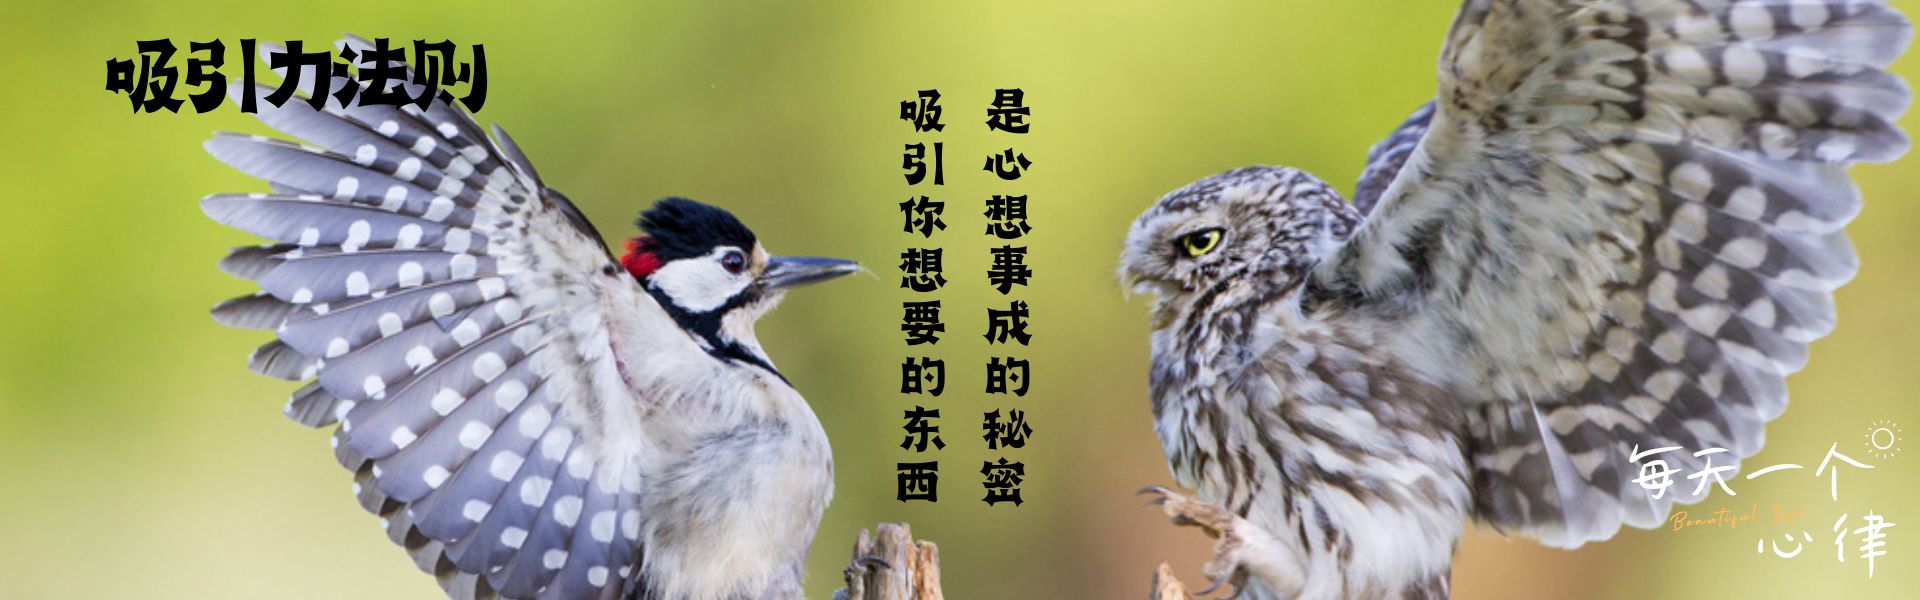 吸引力法则
是心想事成的秘密
吸引你想要的东西
每天一个
Beautiful
心律